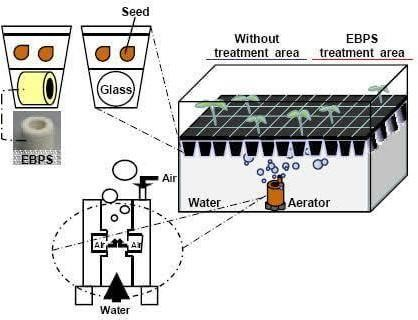 Seed
Without
treatment area
EBPS
treatment area
Glass
EBPS
Air
Water
Aerator
Air
Air
Water